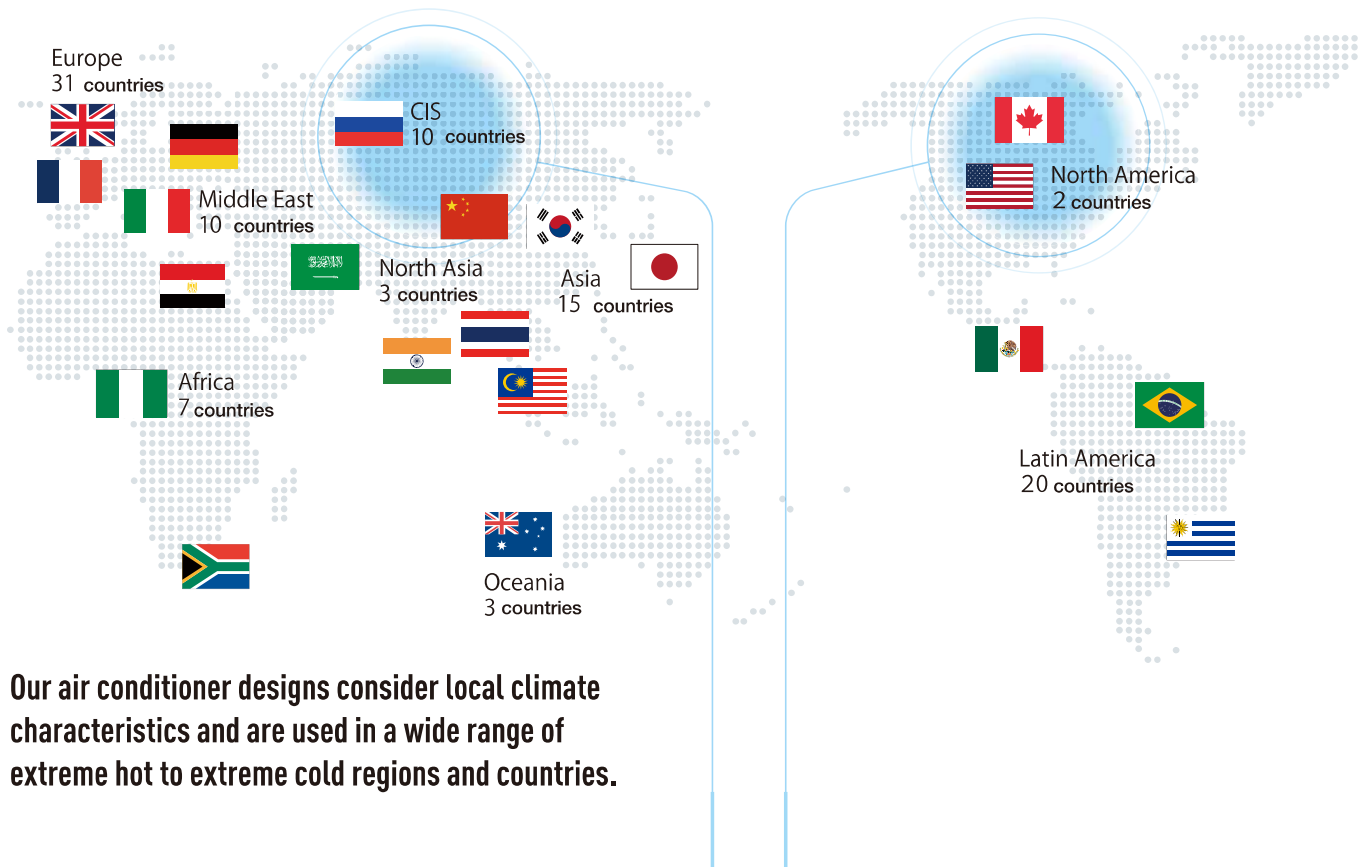 Europe
31 countries
CIS
10 countries
Middle East
10 countries
North Asia
3 countries
Asia
15 countries
Africa
7 countries
Oceania
3 countries
North America
2 countries
Latin America
20 countries
Our air conditioner designs consider local climate
characteristics and are used in a wide range of
extreme hot to extreme cold regions and countries.